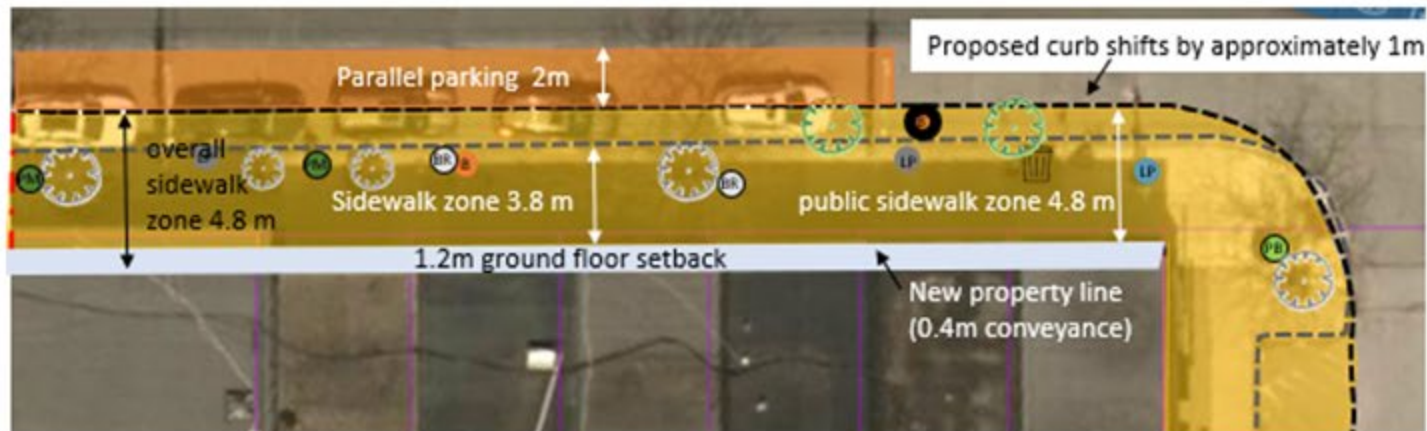 Proposed curb shifts by approximately 1m
Parallel parking 2m
overall
sidewalk
zone 4.8 m
Sidewalk zone 3.8 m
public sidewalk zone 4.8 m
BR
B
BR
LP
LP
PB
1.2m ground floor setback
New property line
(0.4m conveyance)